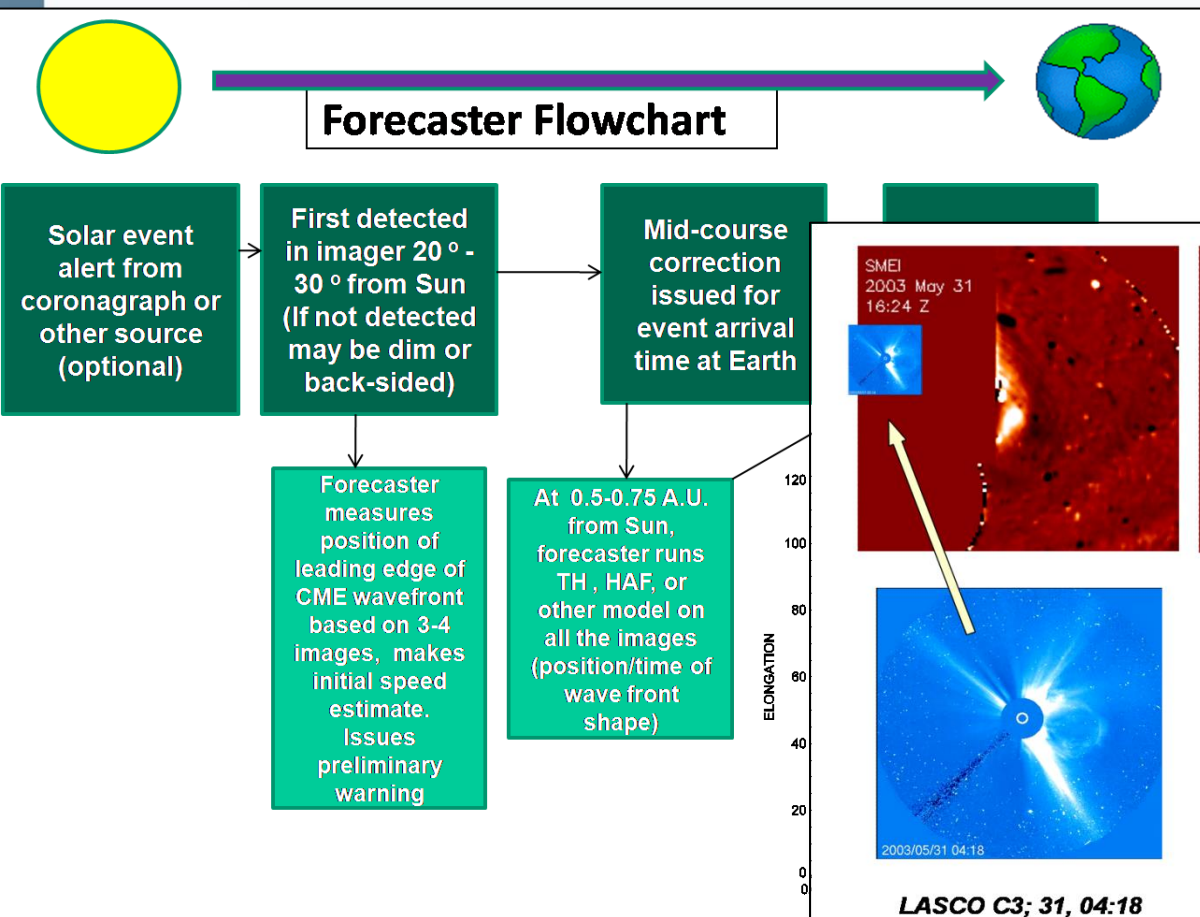 Forecaster Flowchart
Solar event
alert from
coronagraph or
other source
(optional)
First detected
in imager 20 º -
30 º from Sun
(If not detected
may be dim or
back-sided)
Mid-course
correction
issued for
event arrival
time at Earth
Forecaster
measures
position of
leading edge of
CME wavefront
based on 3-4
images, makes
initial speed
estimate.
Issues
preliminary
warning
At 0.5-0.75 A.U.
from Sun,
forecaster runs
TH , HAF, or
other model on
all the images
(position/time of
wave front
shape)
SMEI
2003 May 31
16:24 Z
120
100
80
60
40
20
0
0
ELONGATION
2003/05/31 04:18
LASCO C3; 31, 04:18